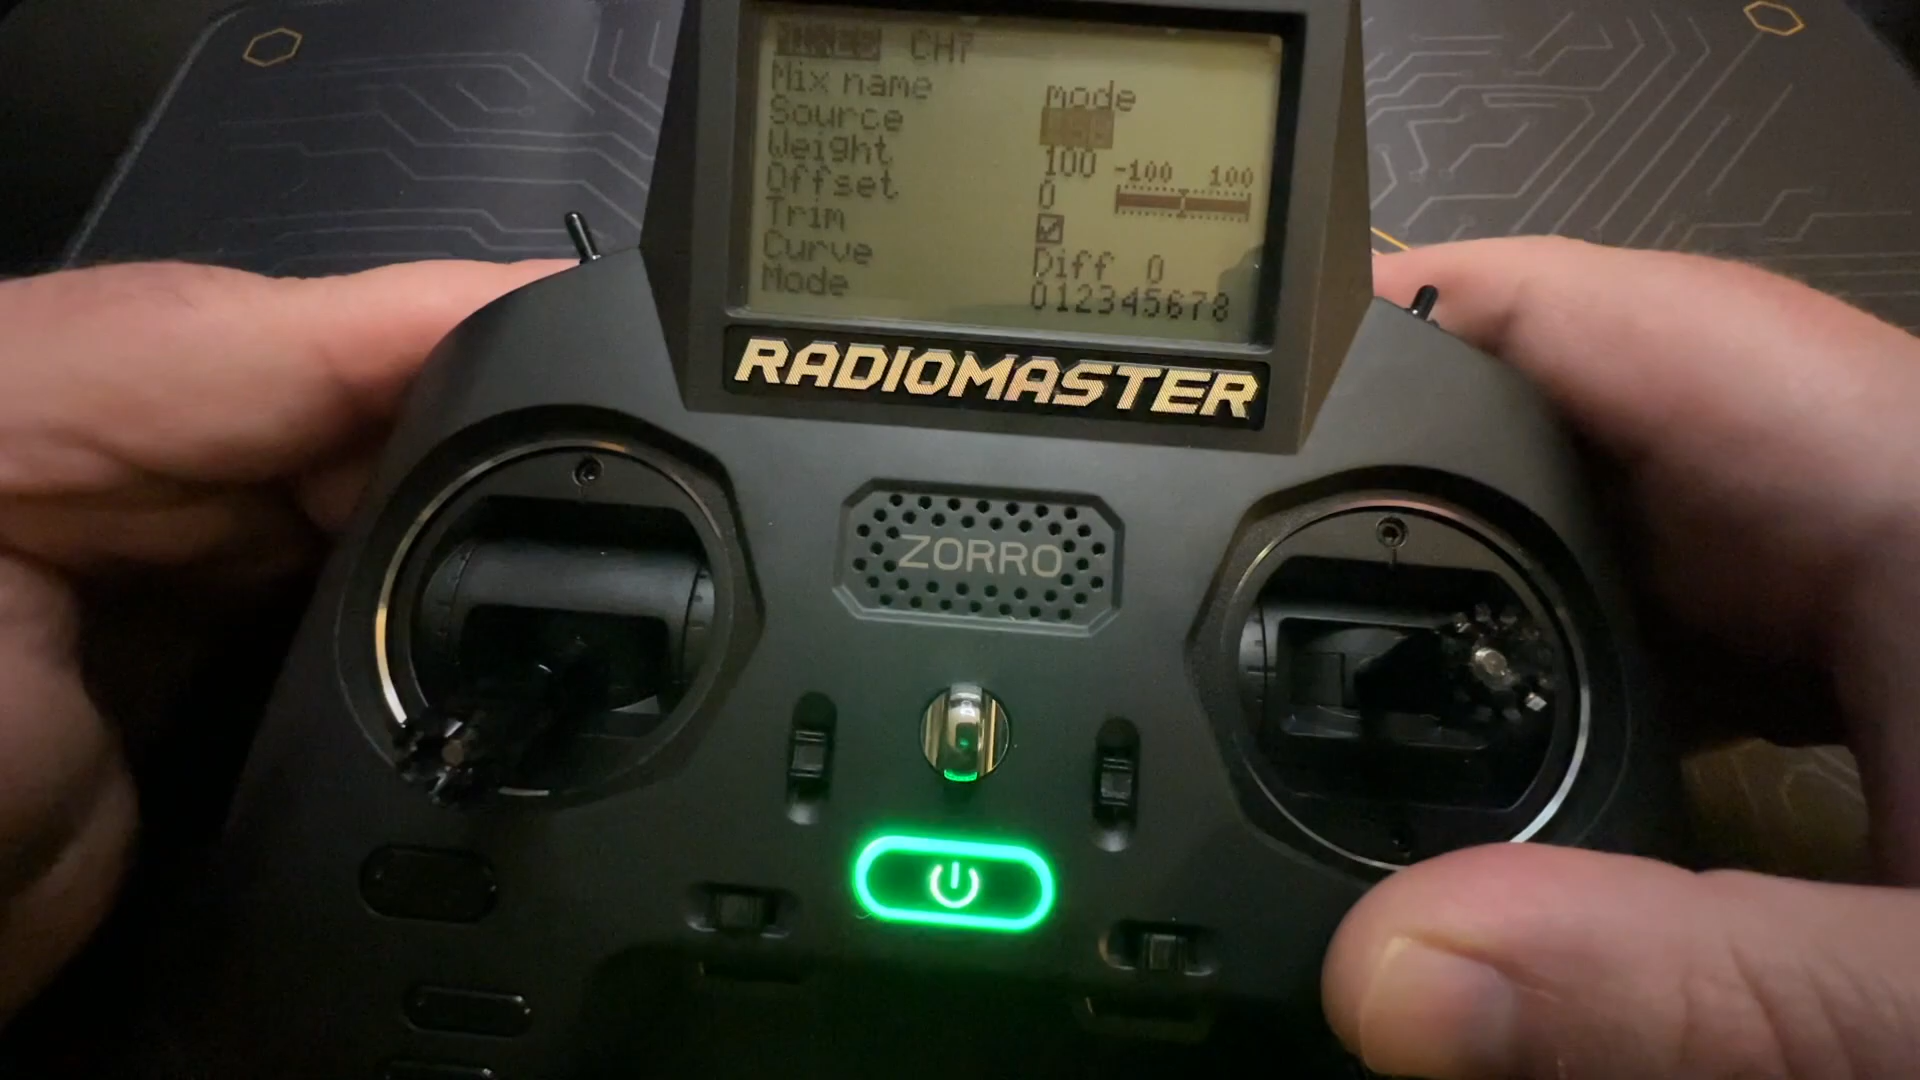 CH7
Mix name mode
Source
Weight 100
Offset 0 -100 100
Trim
Curve Diff 0
Mode 012345678
RADIOMASTER
ZORRO